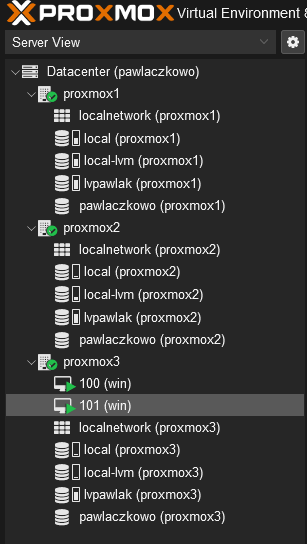 PROXMOX Virtual Environment 8
Server View
Datacenter (pawlaczkowo)
proxmox1
localnetwork (proxmox1)
local (proxmox1)
local-lvm (proxmox1)
lvpawlak (proxmox1)
pawlaczkowo (proxmox1)
proxmox2
localnetwork (proxmox2)
local (proxmox2)
local-lvm (proxmox2)
lvpawlak (proxmox2)
pawlaczkowo (proxmox2)
proxmox3
100 (win)
101 (win)
localnetwork (proxmox3)
local (proxmox3)
local-lvm (proxmox3)
lvpawlak (proxmox3)
pawlaczkowo (proxmox3)